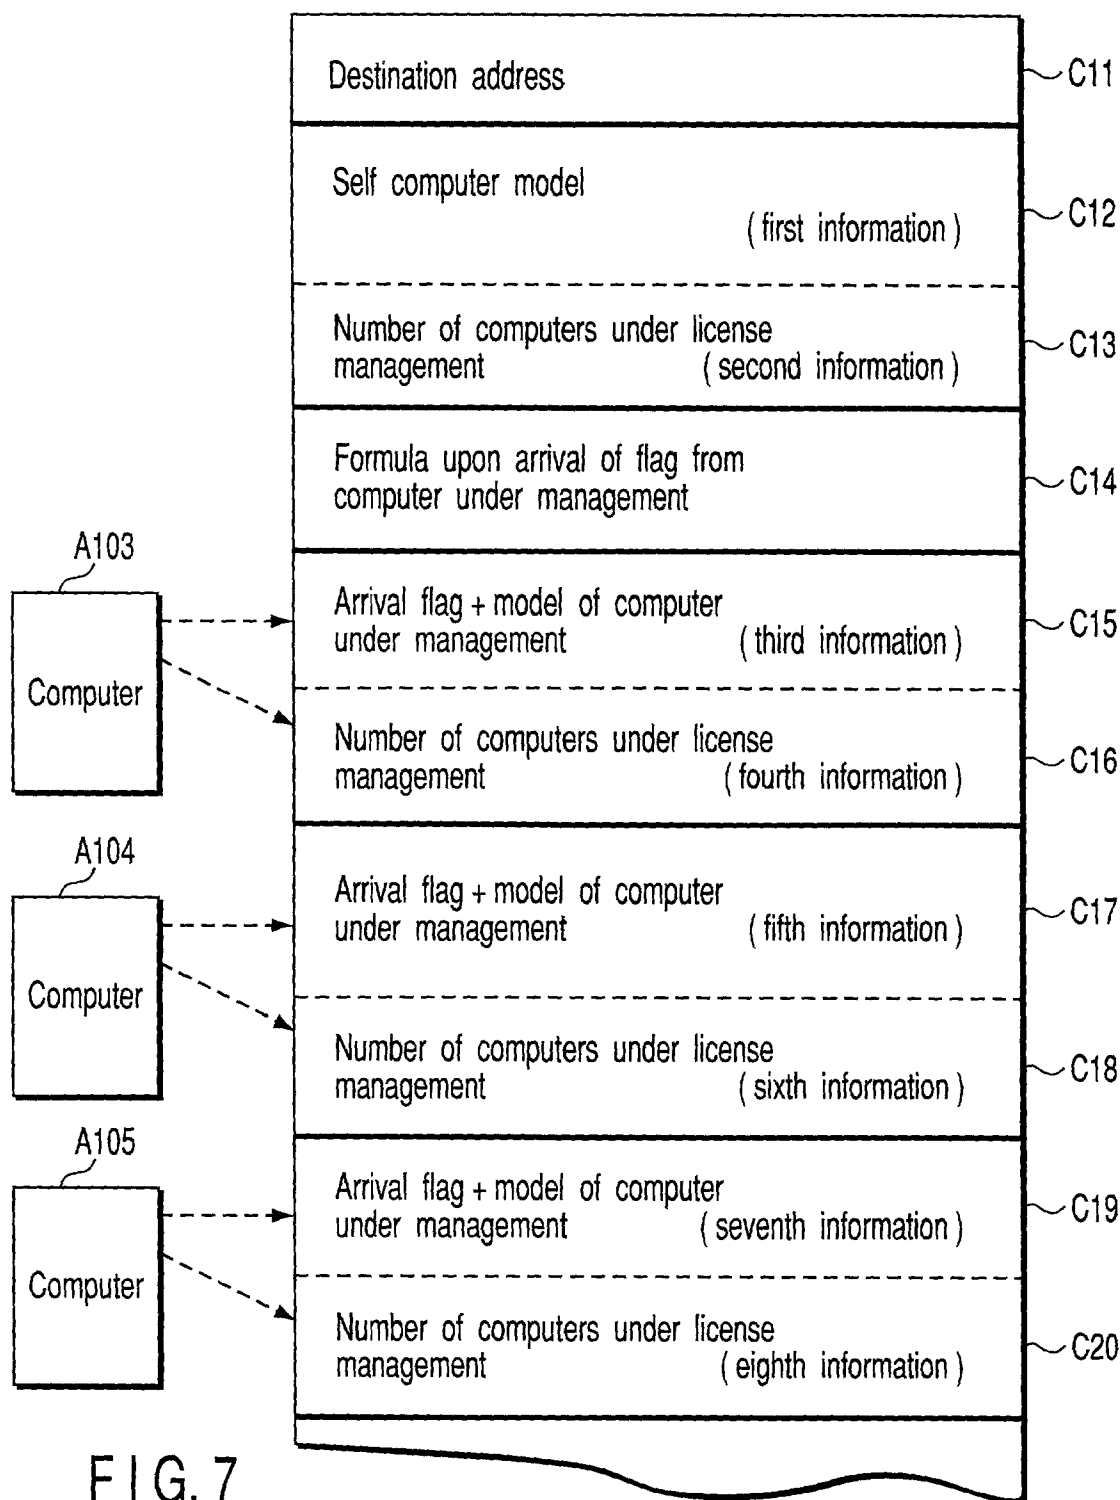 Destination address
C11
Self computer model
(first information)
C12
Number of computers under license
management (second information)
C13
Formula upon arrival of flag from
computer under management
C14
A103
Computer
Arrival flag + model of computer
under management (third information)
C15
Number of computers under license
management (fourth information)
C16
A104
Computer
Arrival flag + model of computer
under management (fifth information)
C17
Number of computers under license
management (sixth information)
C18
A105
Computer
Arrival flag + model of computer
under management (seventh information)
C19
Number of computers under license
management (eighth information)
C20
FIG. 7